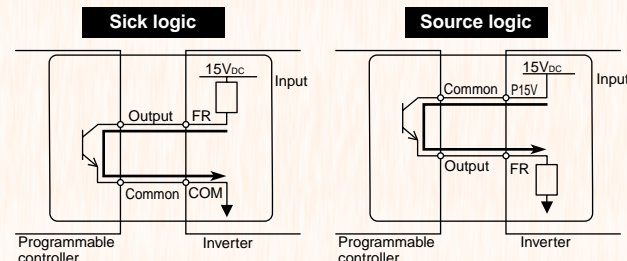 Sick logic
15VDC
Input
Output
FR
Common
COM
Programmable
controller
Inverter
Source logic
15VDC
Input
Common
P15V
Output
FR
Programmable
controller
Inverter